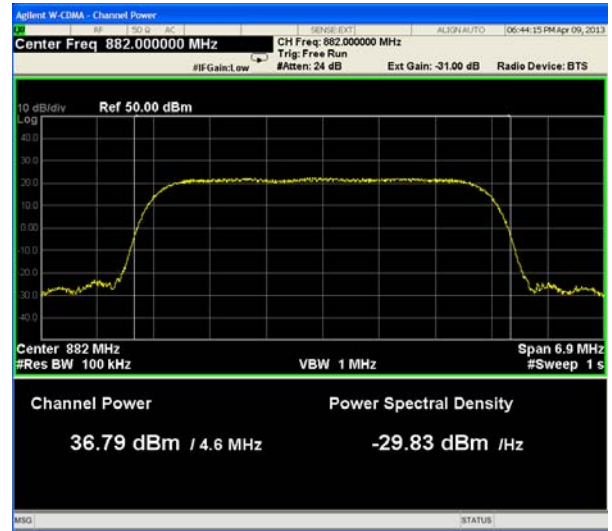 Agilent W-CDMA - Channel Power
RF 50 Ω AC SENSE:EXT ALIGN AUTO 06:44:15 PM Apr 09, 2013
Center Freq 882.000000 MHz CH Freq: 882.000000 MHz
Trig: Free Run
#IFGain:Low #Atten: 24 dB Ext Gain: -31.00 dB Radio Device: BTS
10 dB/div Ref 50.00 dBm
Log
40.0
30.0
20.0
10.0
0.00
-10.0
-20.0
-30.0
-40.0
Center 882 MHz Span 6.9 MHz
#Res BW 100 kHz VBW 1 MHz #Sweep 1 s
Channel Power Power Spectral Density
36.79 dBm / 4.6 MHz -29.83 dBm /Hz
MSG STATUS